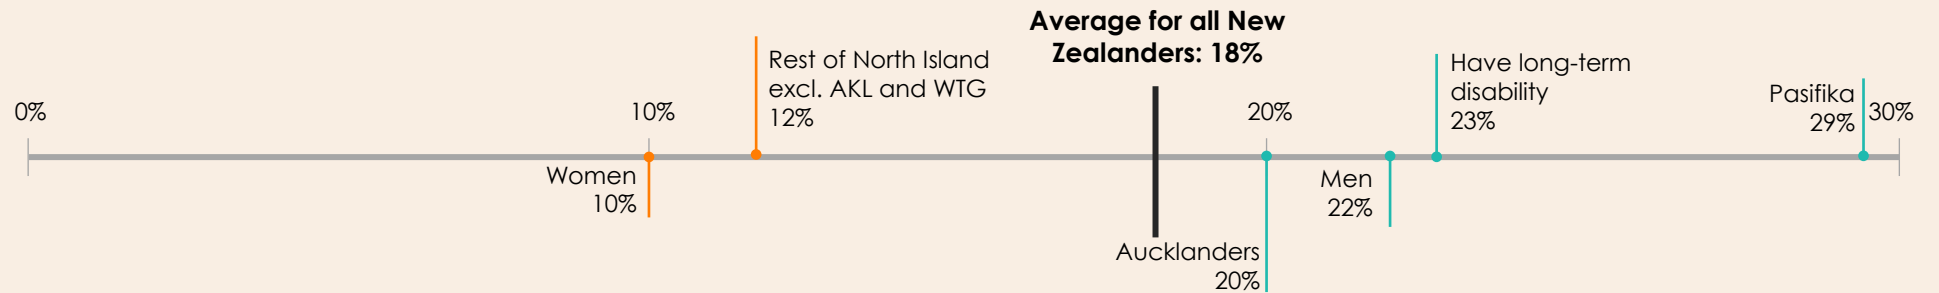 Average for all New
Zealanders: 18%
Rest of North Island
excl. AKL and WTG
12%
Have long-term
disability
23%
Pasifika
29%
0%
10%
20%
30%
Women
10%
Men
22%
Aucklanders
20%